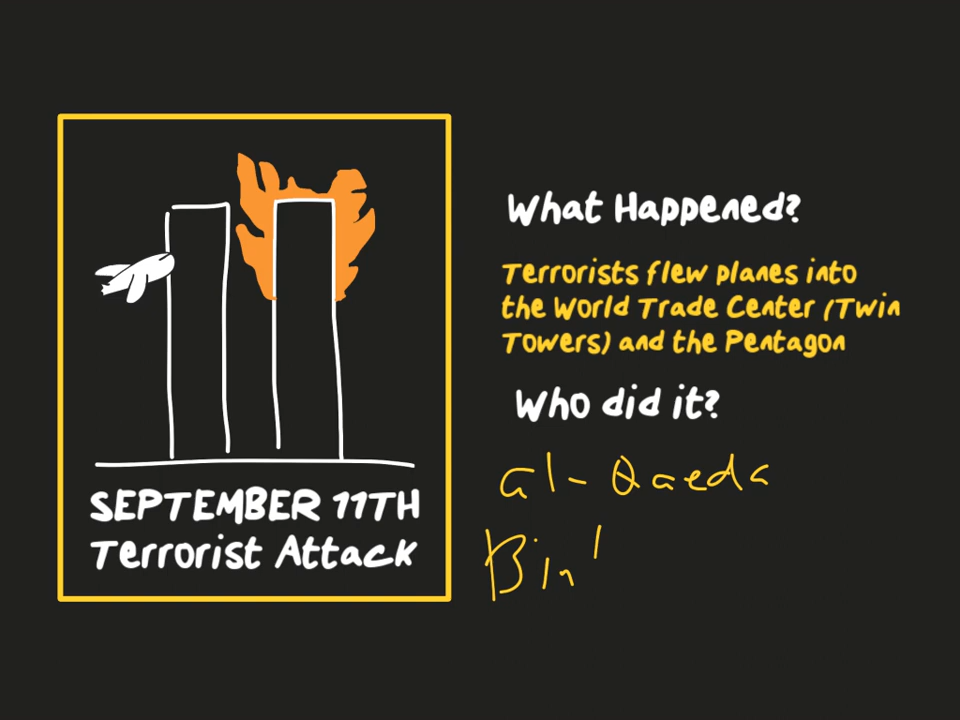 SEPTEMBER 11TH
Terrorist Attack
What Happened?
Terrorists flew planes into
the World Trade Center (Twin
Towers) and the Pentagon
Who did it?
al-Qaeda
Bin